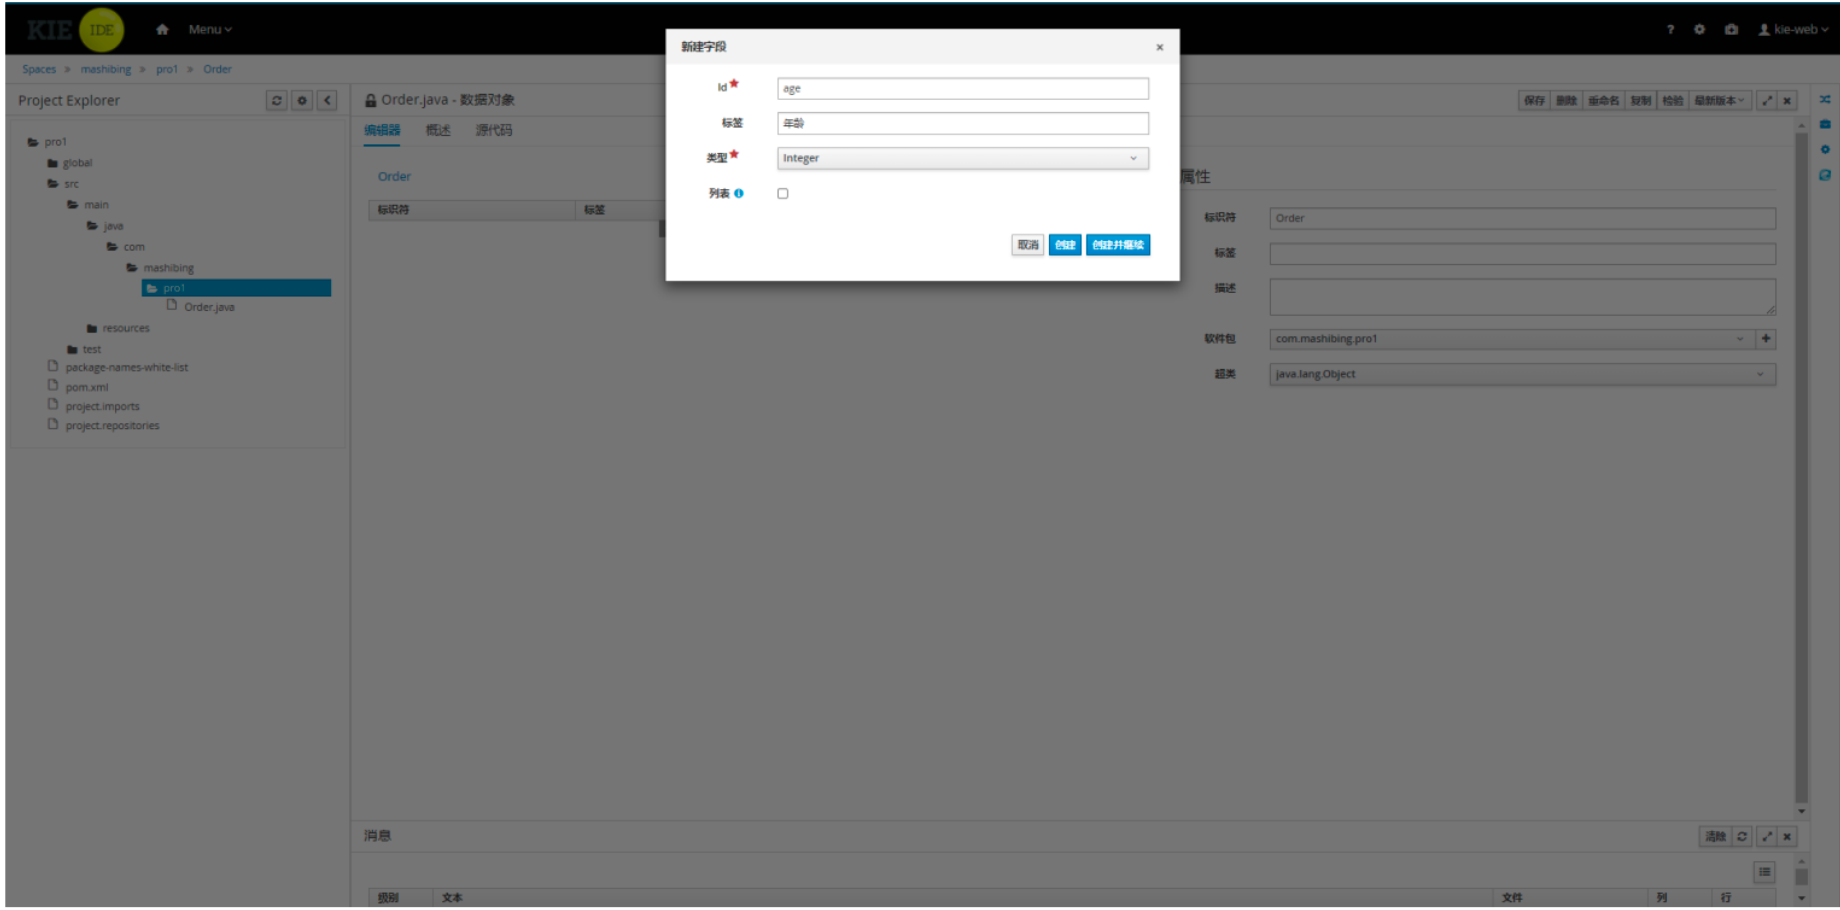 KIE IDE Menu ? kie-web
Spaces » mashibing » pro1 » Order
Project Explorer
pro1
global
src
main
java
com
mashibing
pro1
Order.java
resources
test
package-names-white-list
pom.xml
project.imports
project.repositories
Order.java - 数据对象
保存 删除 重命名 复制 检验 最新版本
编辑器 概述 源代码
Order
标识符 标签
新建字段 ×
Id age
标签 年龄
类型 Integer
列表
取消 创建 创建并继续
属性
标识符 Order
标签
描述
软件包 com.mashibing.pro1
超类 java.lang.Object
消息 清除
级别 文本 文件 列 行